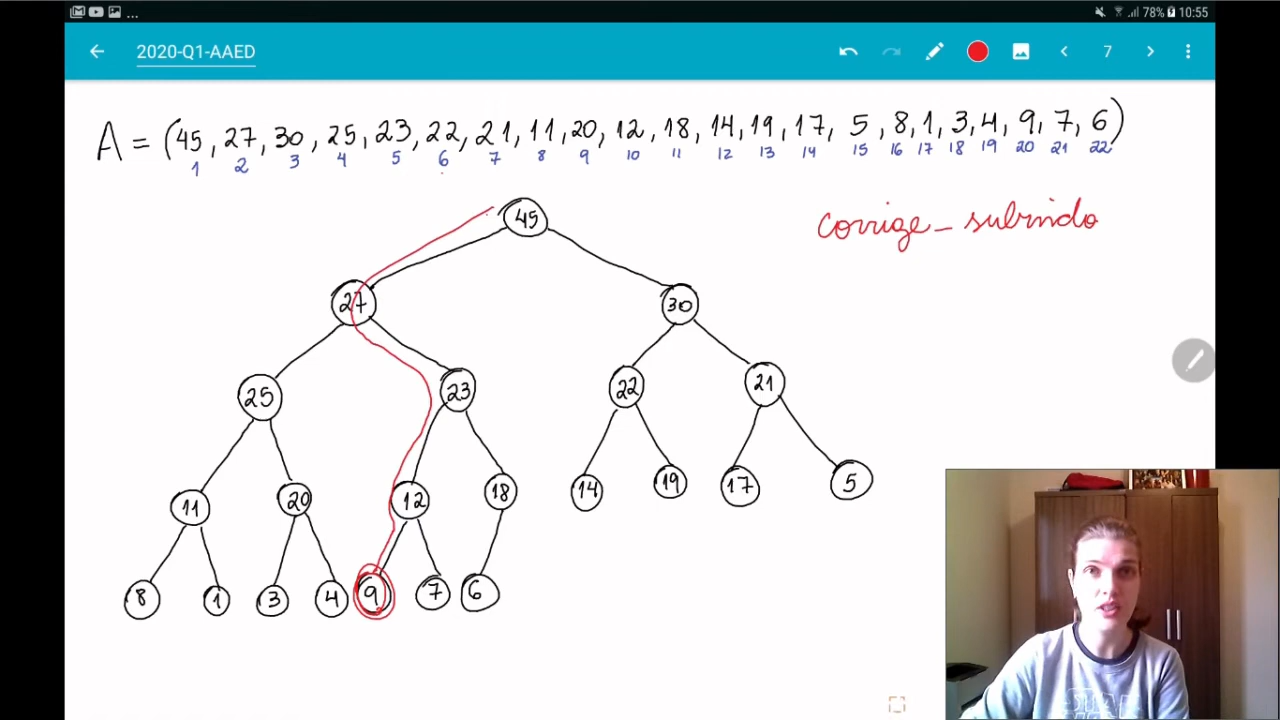 ... 78% 10:55
2020-Q1-AAED 7
A = (45, 27, 30, 25, 23, 22, 21, 11, 20, 12, 18, 14, 19, 17, 5, 8, 1, 3, 4, 9, 7, 6)
1 2 3 4 5 6 7 8 9 10 11 12 13 14 15 16 17 18 19 20 21 22
45
corrige_subindo
27 30
25 23 22 21
11 20 12 18 14 19 17 5
8 1 3 4 9 7 6